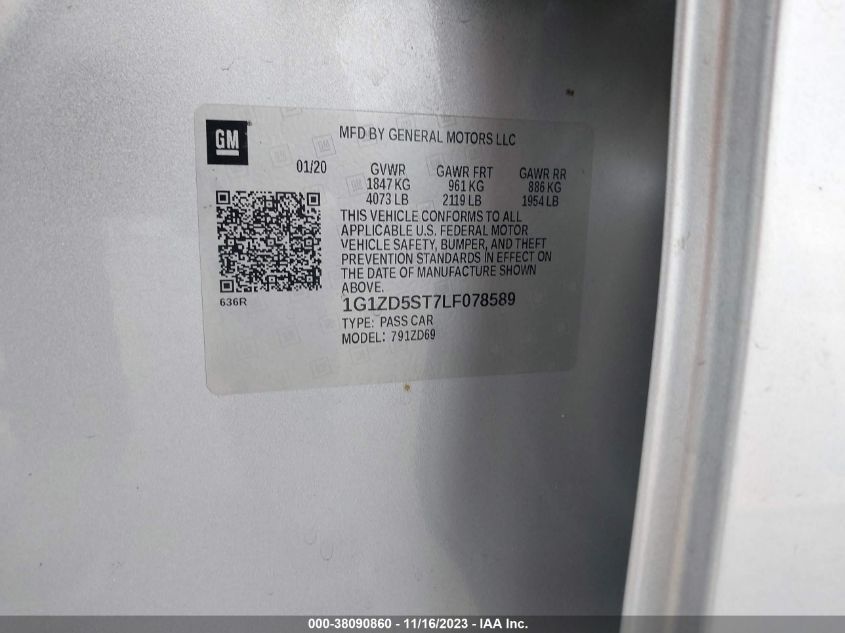 GM
MFD BY GENERAL MOTORS LLC
01/20
GVWR GAWR FRT GAWR RR
1847 KG 961 KG 886 KG
4073 LB 2119 LB 1954 LB
THIS VEHICLE CONFORMS TO ALL
APPLICABLE U.S. FEDERAL MOTOR
VEHICLE SAFETY, BUMPER, AND THEFT
PREVENTION STANDARDS IN EFFECT ON
THE DATE OF MANUFACTURE SHOWN
ABOVE.
636R
1G1ZD5ST7LF078589
TYPE: PASS CAR
MODEL: 791ZD69
000-38090860 - 11/16/2023 - IAA Inc.